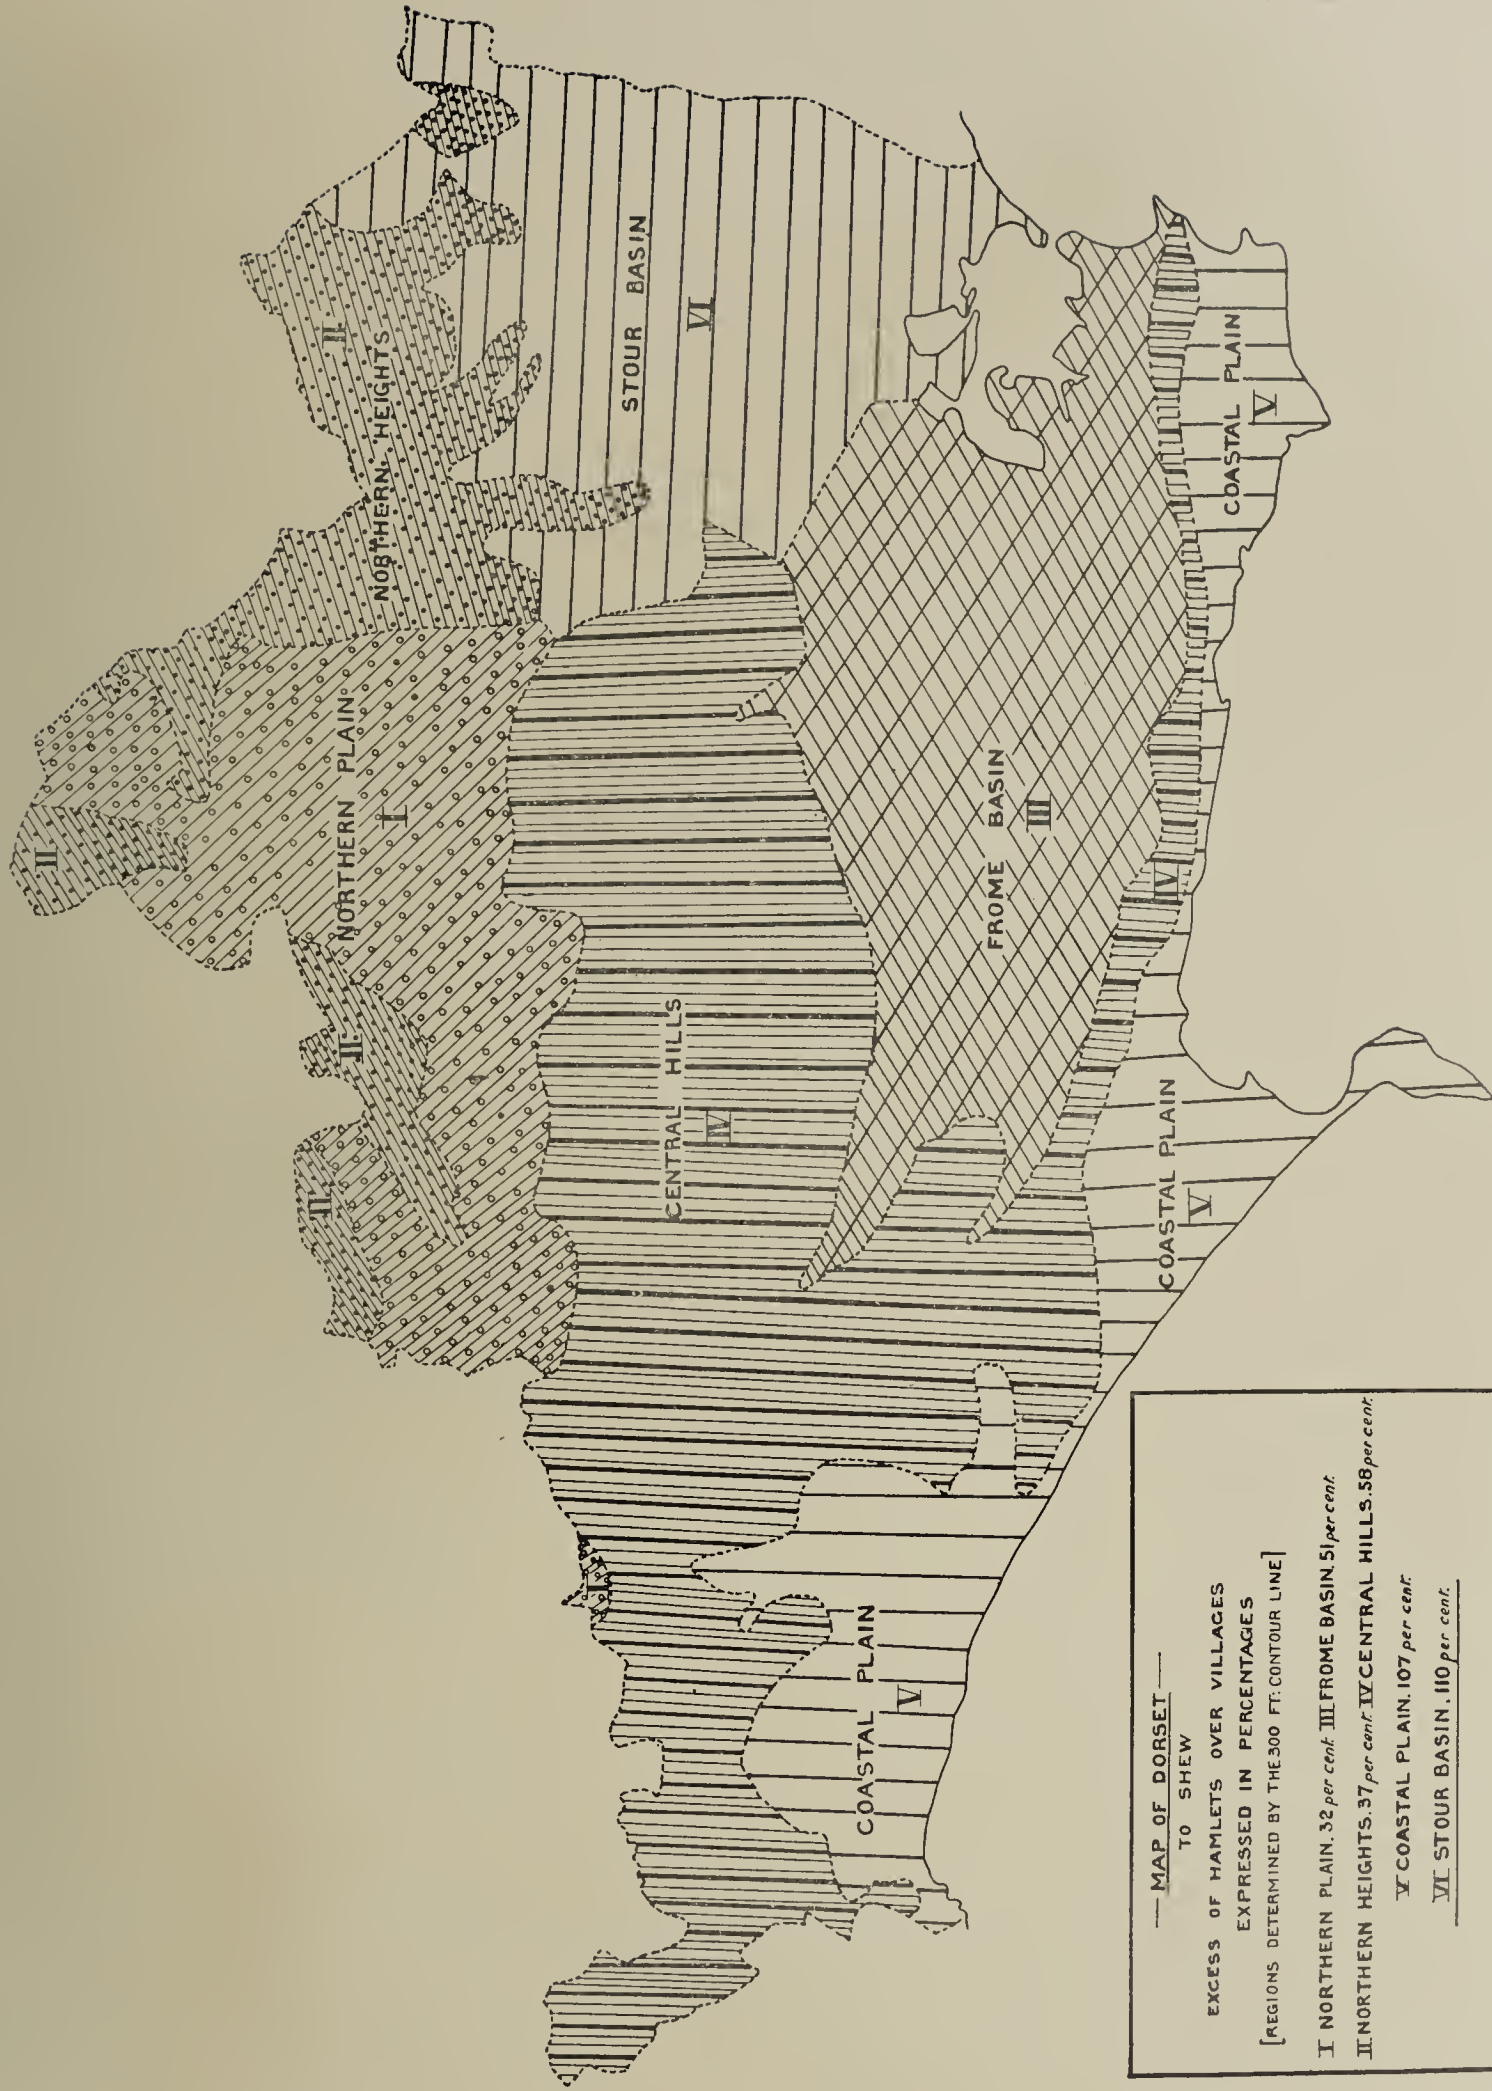 II
NORTHERN HEIGHTS
II
NORTHERN PLAIN
I
II
II
STOUR BASIN
VI
CENTRAL HILLS
IV
I
FROME BASIN
III
IV
COASTAL PLAIN
V
COASTAL PLAIN
V
COASTAL PLAIN
V
MAP OF DORSET
TO SHEW
EXCESS OF HAMLETS OVER VILLAGES
EXPRESSED IN PERCENTAGES
[REGIONS DETERMINED BY THE 300 FT: CONTOUR LINE]
I NORTHERN PLAIN. 32 per cent. III FROME BASIN. 51 per cent.
II NORTHERN HEIGHTS. 37 per cent. IV CENTRAL HILLS. 58 per cent.
V COASTAL PLAIN. 107 per cent.
VI STOUR BASIN. 110 per cent.